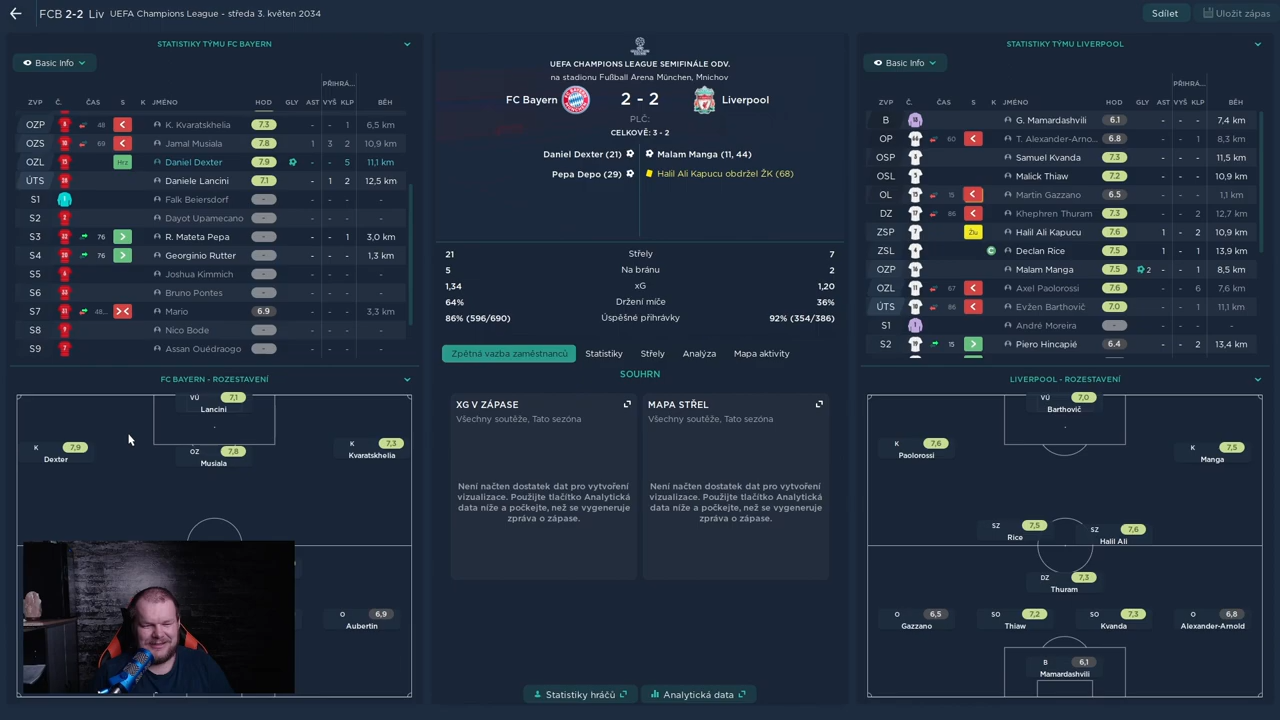 FCB 2-2 Liv UEFA Champions League - středa 3. květen 2034
Sdílet
Uložit zápas
STATISTIKY TÝMU FC BAYERN
Basic Info
PŘIHRÁ...
ZVP Č. ČAS S K JMÉNO HOD GLY AST VYŠ KLP BĚH
OZP 48 K. Kvaratskhelia 7.3 - - - 1 6,5 km
OZS 10 69 Jamal Musiala 7.8 - 1 3 2 10,9 km
OZL Hrz Daniel Dexter 7.9 - - 5 11,1 km
ÚTS Daniele Lancini 7.1 - - 1 2 12,5 km
S1 1 Falk Beiersdorf - - - - - -
S2 2 Dayot Upamecano - - - - - -
S3 76 R. Mateta Pepa - - - - 1 3,0 km
S4 76 Georginio Rutter - - - - - 1,3 km
S5 6 Joshua Kimmich - - - - - -
S6 Bruno Pontes - - - - - -
S7 48... Mario 6.9 - - - - 3,3 km
S8 Nico Bode - - - - - -
S9 7 Assan Ouédraogo - - - - - -
UEFA CHAMPIONS LEAGUE SEMIFINÁLE ODV.
na stadionu Fußball Arena München, Mnichov
FC Bayern 2 - 2 Liverpool
PLČ:
CELKOVĚ: 3 - 2
Daniel Dexter (21) Malam Manga (11, 44)
Pepa Depo (29) Halil Ali Kapucu obdržel ŽK (68)
21 Střely 7
5 Na bránu 2
1,34 xG 1,20
64% Držení míče 36%
86% (596/690) Úspěšné přihrávky 92% (354/386)
Zpětná vazba zaměstnanců Statistiky Střely Analýza Mapa aktivity
SOUHRN
XG V ZÁPASE
Všechny soutěže, Tato sezóna
Není načten dostatek dat pro vytvoření
vizualizace. Použijte tlačítko Analytická
data níže a počkejte, než se vygeneruje
zpráva o zápase.
MAPA STŘEL
Všechny soutěže, Tato sezóna
Není načten dostatek dat pro vytvoření
vizualizace. Použijte tlačítko Analytická
data níže a počkejte, než se vygeneruje
zpráva o zápase.
Statistiky hráčů Analytická data
STATISTIKY TÝMU LIVERPOOL
Basic Info
PŘIHRÁ...
ZVP Č. ČAS S K JMÉNO HOD GLY AST VYŠ KLP BĚH
B G. Mamardashvili 6.1 - - - - 7,4 km
OP 60 T. Alexander-Arno... 6.8 - - - 1 8,3 km
OSP Samuel Kvanda 7.3 - - - - 11,5 km
OSL Malick Thiaw 7.2 - - - - 10,9 km
OL 15 Martin Gazzano 6.5 - - - - 1,1 km
DZ 86 Khephren Thuram 7.3 - - - 2 12,7 km
ZSP 7 Žlu Halil Ali Kapucu 7.6 1 - 2 10,9 km
ZSL C Declan Rice 7.5 1 - 1 13,9 km
OZP Malam Manga 7.5 2 - - 1 8,5 km
OZL 67 Axel Paolorossi 7.6 - - - 6 7,6 km
ÚTS 86 Evžen Barthovič 7.0 - - - 1 11,1 km
S1 1 André Moreira - - - - - -
S2 15 Piero Hincapié 6.4 - - - 2 13,4 km
FC BAYERN - ROZESTAVENÍ
VÚ 7,1
Lancini
K 7,9
Dexter
OZ 7,8
Musiala
K 7,3
Kvaratskhelia
O 6,9
Aubertin
LIVERPOOL - ROZESTAVENÍ
VÚ 7,0
Barthovič
K 7,6
Paolorossi
K 7,5
Manga
SZ 7,5
Rice
SZ 7,6
Halil Ali
DZ 7,3
Thuram
O 6,5
Gazzano
SO 7,2
Thiaw
SO 7,3
Kvanda
O 6,8
Alexander-Arnold
B 6,1
Mamardashvili